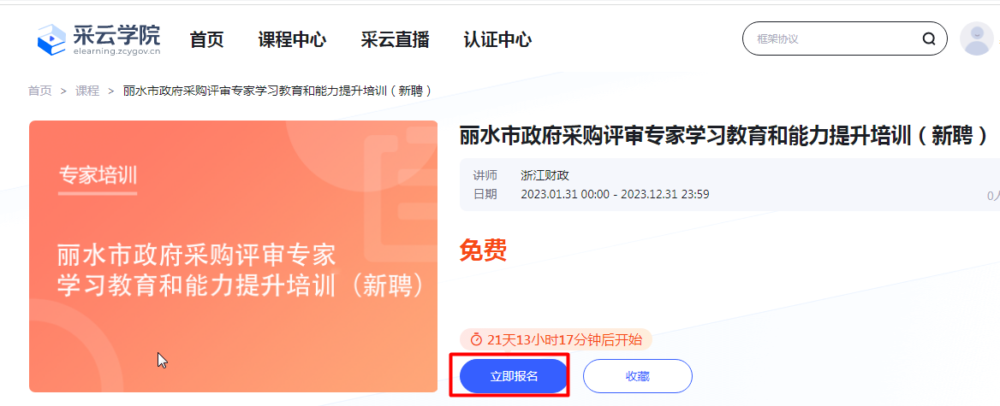 采云学院
elearning.zcygov.cn
首页 课程中心 采云直播 认证中心
框架协议
首页 > 课程 > 丽水市政府采购评审专家学习教育和能力提升培训（新聘）
专家培训
丽水市政府采购评审专家
学习教育和能力提升培训（新聘）
丽水市政府采购评审专家学习教育和能力提升培训（新聘）
讲师 浙江财政
日期 2023.01.31 00:00 - 2023.12.31 23:59
0人
免费
21天13小时17分钟后开始
立即报名 收藏